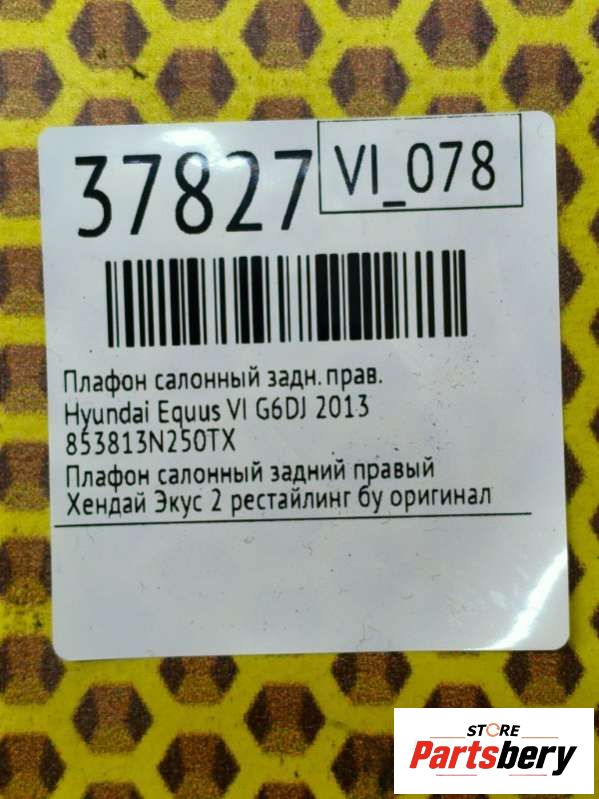 37827
VI_078
Плафон салонный задн. прав.
Hyundai Equus VI G6DJ 2013
853813N250TX
Плафон салонный задний правый
Хендай Экус 2 рестайлинг бу оригинал
STORE
Partsbery